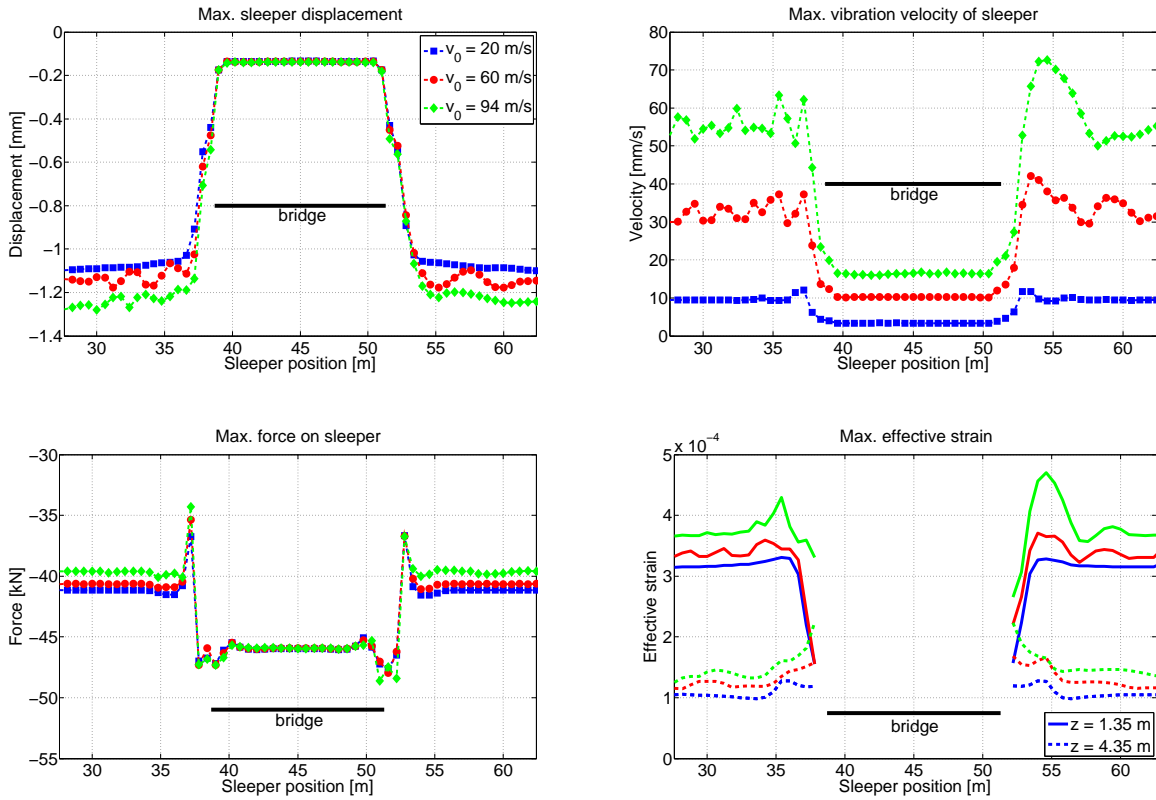 Max. sleeper displacement
0
−0.2
−0.4
−0.6
−0.8
−1
−1.2
−1.4
Displacement [mm]
v0 = 20 m/s
v0 = 60 m/s
v0 = 94 m/s
bridge
30 35 40 45 50 55 60
Sleeper position [m]
Max. vibration velocity of sleeper
80
70
60
50
40
30
20
10
0
Velocity [mm/s]
bridge
30 35 40 45 50 55 60
Sleeper position [m]
Max. force on sleeper
−30
−35
−40
−45
−50
−55
Force [kN]
bridge
30 35 40 45 50 55 60
Sleeper position [m]
Max. effective strain
x 10−4
5
4
3
2
1
0
Effective strain
bridge
z = 1.35 m
z = 4.35 m
30 35 40 45 50 55 60
Sleeper position [m]